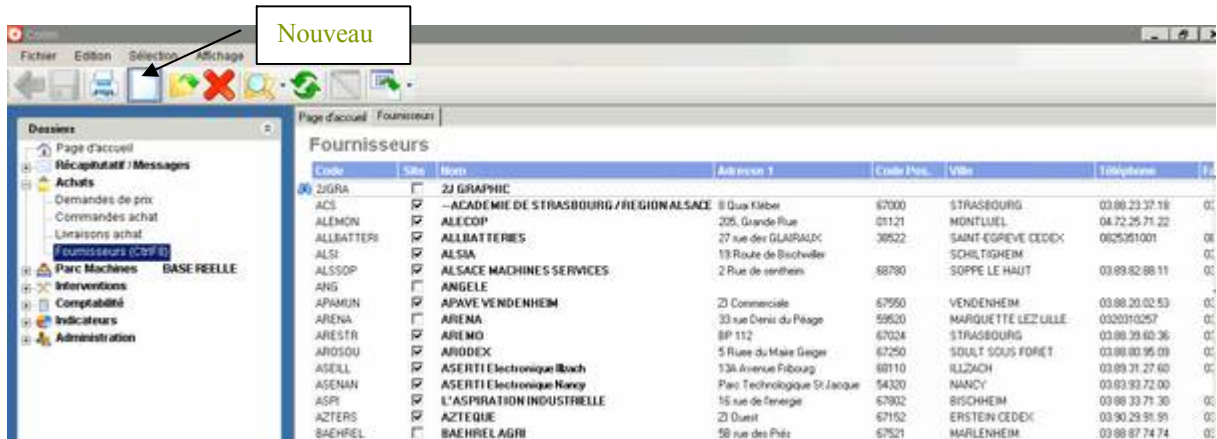 Nouveau
Fichier Edition Sélection Affichage
Page d'accueil Fournisseurs
Dossiers
Page d'accueil
Récapitulatif / Messages
Achats
Demandes de prix
Commandes achat
Livraisons achat
Fournisseurs (Ctrl F8)
Parc Machines BASE REELLE
Interventions
Comptabilité
Indicateurs
Administration
Fournisseurs
Code Site Nom Adresse 1 Code Pos. Ville Téléphone
2JGRA 2J GRAPHIC
ACS --ACADEMIE DE STRASBOURG / REGION ALSACE 8 Quai Kléber 67000 STRASBOURG 03.88.23.37.18
ALEMON ALECOP 205, Grande Rue 01121 MONTLUEL 04.72.25.71.22
ALLBATTERI ALLBATTERIES 27 rue des GLAIRAUX 38522 SAINT-EGREVE CEDEX 0825351001
ALSI ALSIA 19 Route de Bischwiller SCHILTIGHEIM
ALSSOP ALSACE MACHINES SERVICES 2 Rue de sentheim 68780 SOPPE LE HAUT 03.89.82.88.11
ANG ANGELE
APAMUN APAVE VENDENHEIM ZI Commerciale 67550 VENDENHEIM 03.88.20.02.53
ARENA ARENA 33 rue Denis du Péage 59520 MARQUETTE LEZ LILLE 0320310257
ARESTR AREMO BP 112 67024 STRASBOURG 03.88.39.60.36
AROSOU ARODEX 5 Ruee du Maire Geiger 67250 SOULT SOUS FORET 03.88.80.95.09
ASEILL ASERTI Electronique Illzach 13A Avenue Fribourg 68110 ILLZACH 03.89.31.27.60
ASENAN ASERTI Electronique Nancy Parc Technologique St Jacque 54320 NANCY 03.83.93.72.00
ASPI L'ASPIRATION INDUSTRIELLE 16 rue de l'energie 67802 BISCHHEIM 03 88 33 71 30
AZTERS AZTEQUE ZI Ouest 67152 ERSTEIN CEDEX 03.90.29.91.91
BAEHREL BAEHREL AGRI 58 rue des Prés 67521 MARLENHEIM 03 88 87 74 74